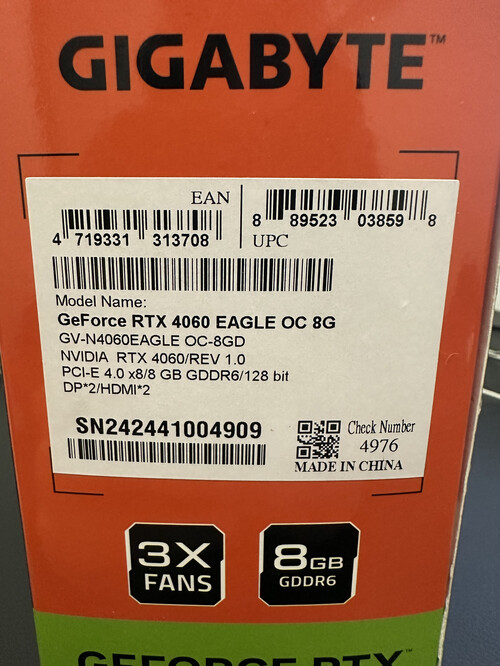 GIGABYTE™
EAN
4 719331 313708
8 89523 03859 8
UPC
Model Name:
GeForce RTX 4060 EAGLE OC 8G
GV-N4060EAGLE OC-8GD
NVIDIA RTX 4060/REV 1.0
PCI-E 4.0 x8/8 GB GDDR6/128 bit
DP*2/HDMI*2
SN242441004909
Check Number
4976
MADE IN CHINA
3X
FANS
8GB
GDDR6
GEFORCE RTX™